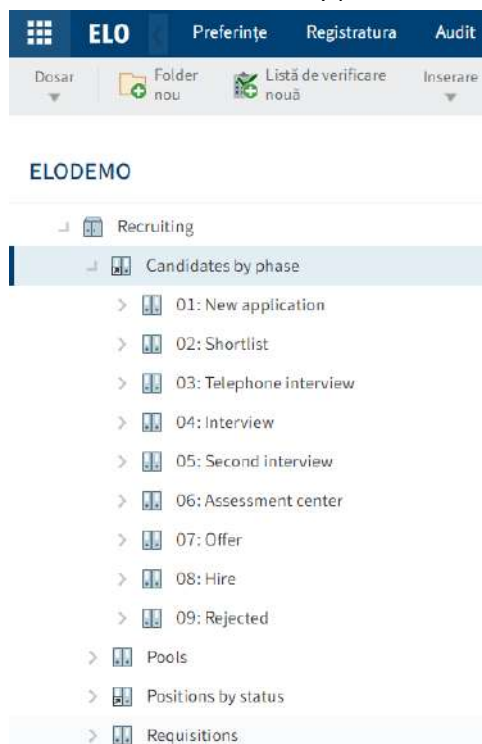 ELO Preferințe Registratura Audit
Dosar Folder nou Listă de verificare nouă Inserare
ELODEMO
Recruiting
Candidates by phase
01: New application
02: Shortlist
03: Telephone interview
04: Interview
05: Second interview
06: Assessment center
07: Offer
08: Hire
09: Rejected
Pools
Positions by status
Requisitions